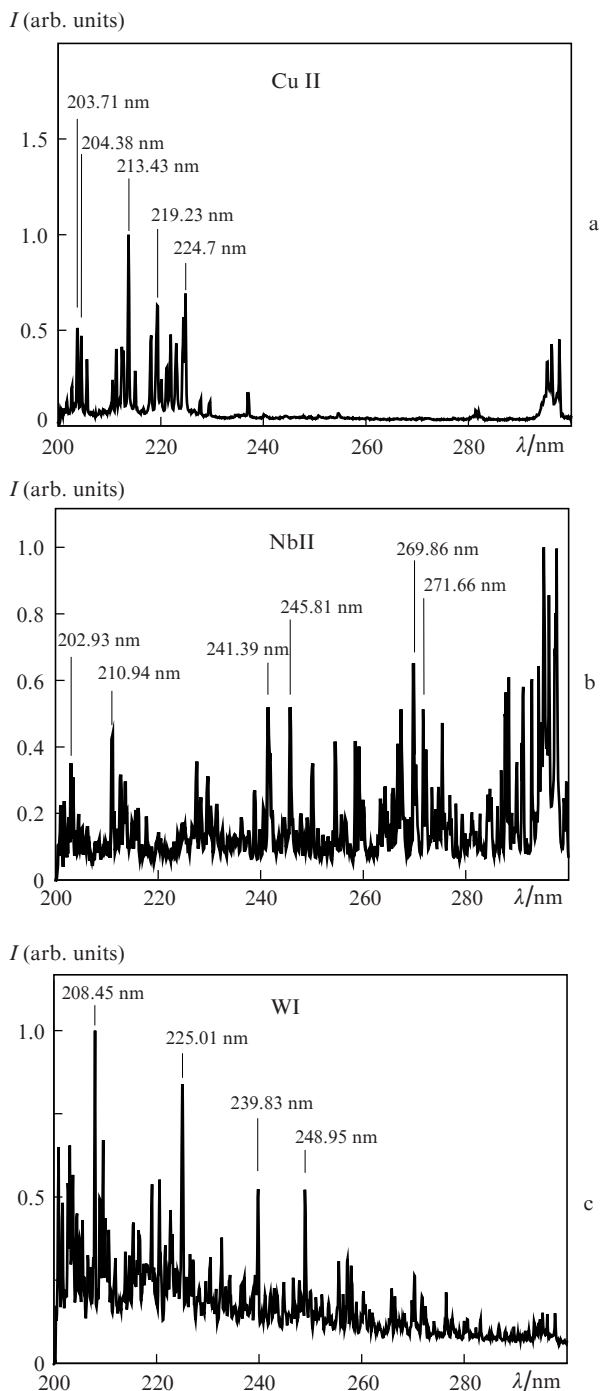 I (arb. units)
Cu II
203.71 nm
204.38 nm
213.43 nm
219.23 nm
224.7 nm
1.5
1.0
0.5
0
a
200 220 240 260 280 λ/nm
I (arb. units)
NbII
269.86 nm
271.66 nm
245.81 nm
241.39 nm
202.93 nm
210.94 nm
1.0
0.8
0.6
0.4
0.2
0
b
200 220 240 260 280 λ/nm
I (arb. units)
208.45 nm
WI
225.01 nm
239.83 nm
248.95 nm
1.0
0.5
0
c
200 220 240 260 280 λ/nm